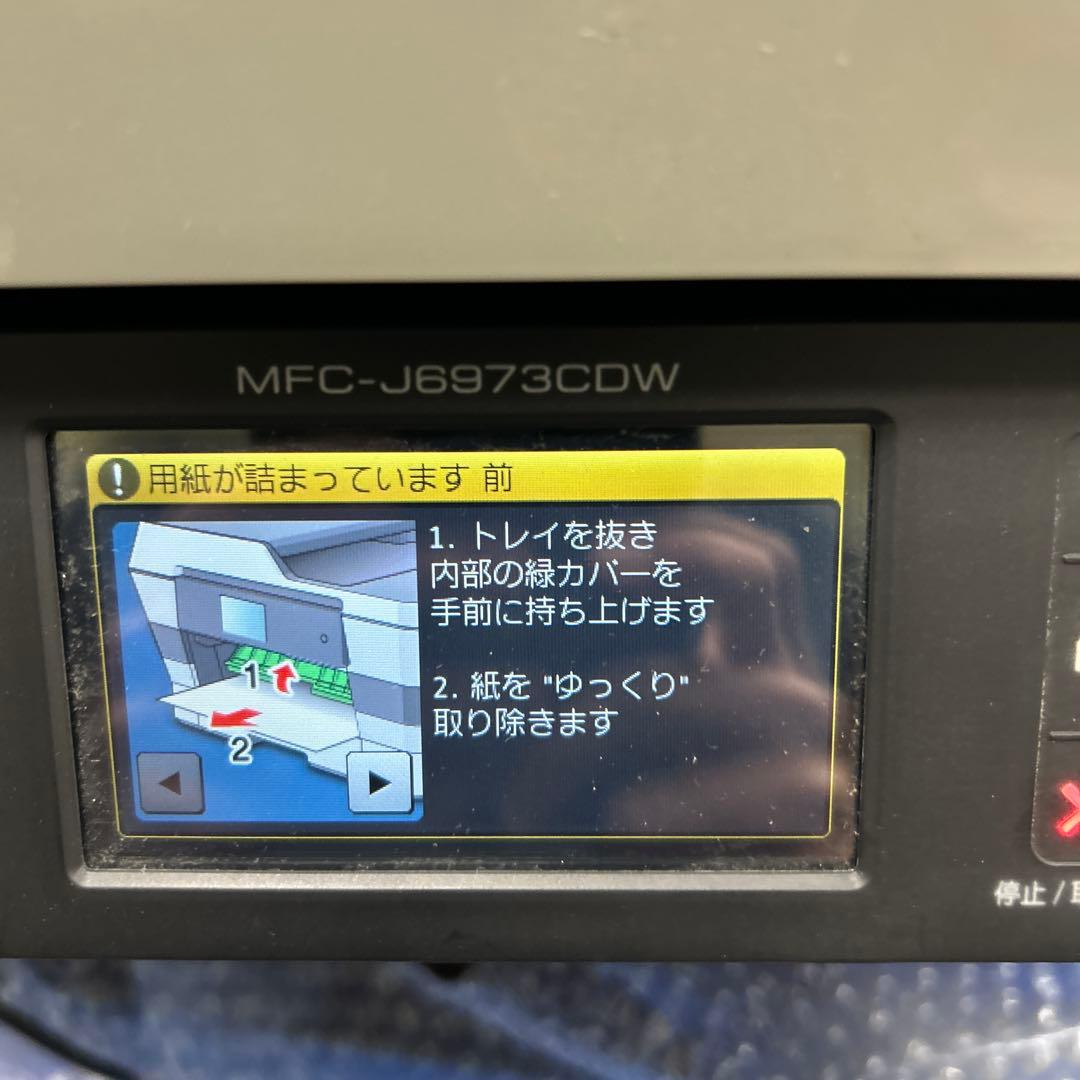 MFC-J6973CDW
! 用紙が詰まっています 前
1. トレイを抜き
内部の緑カバーを
手前に持ち上げます
2. 紙を "ゆっくり"
取り除きます
1
2
停止 /